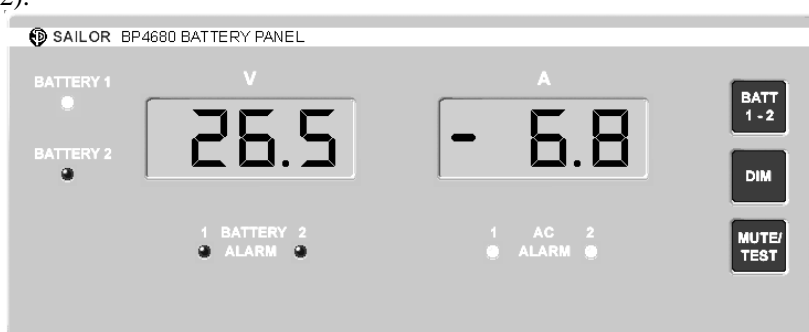 2).
SAILOR BP4680 BATTERY PANEL
BATTERY 1
V
A
BATT
1 - 2
26.5
- 6.8
BATTERY 2
DIM
1 BATTERY 2
ALARM
1 AC 2
ALARM
MUTE/
TEST